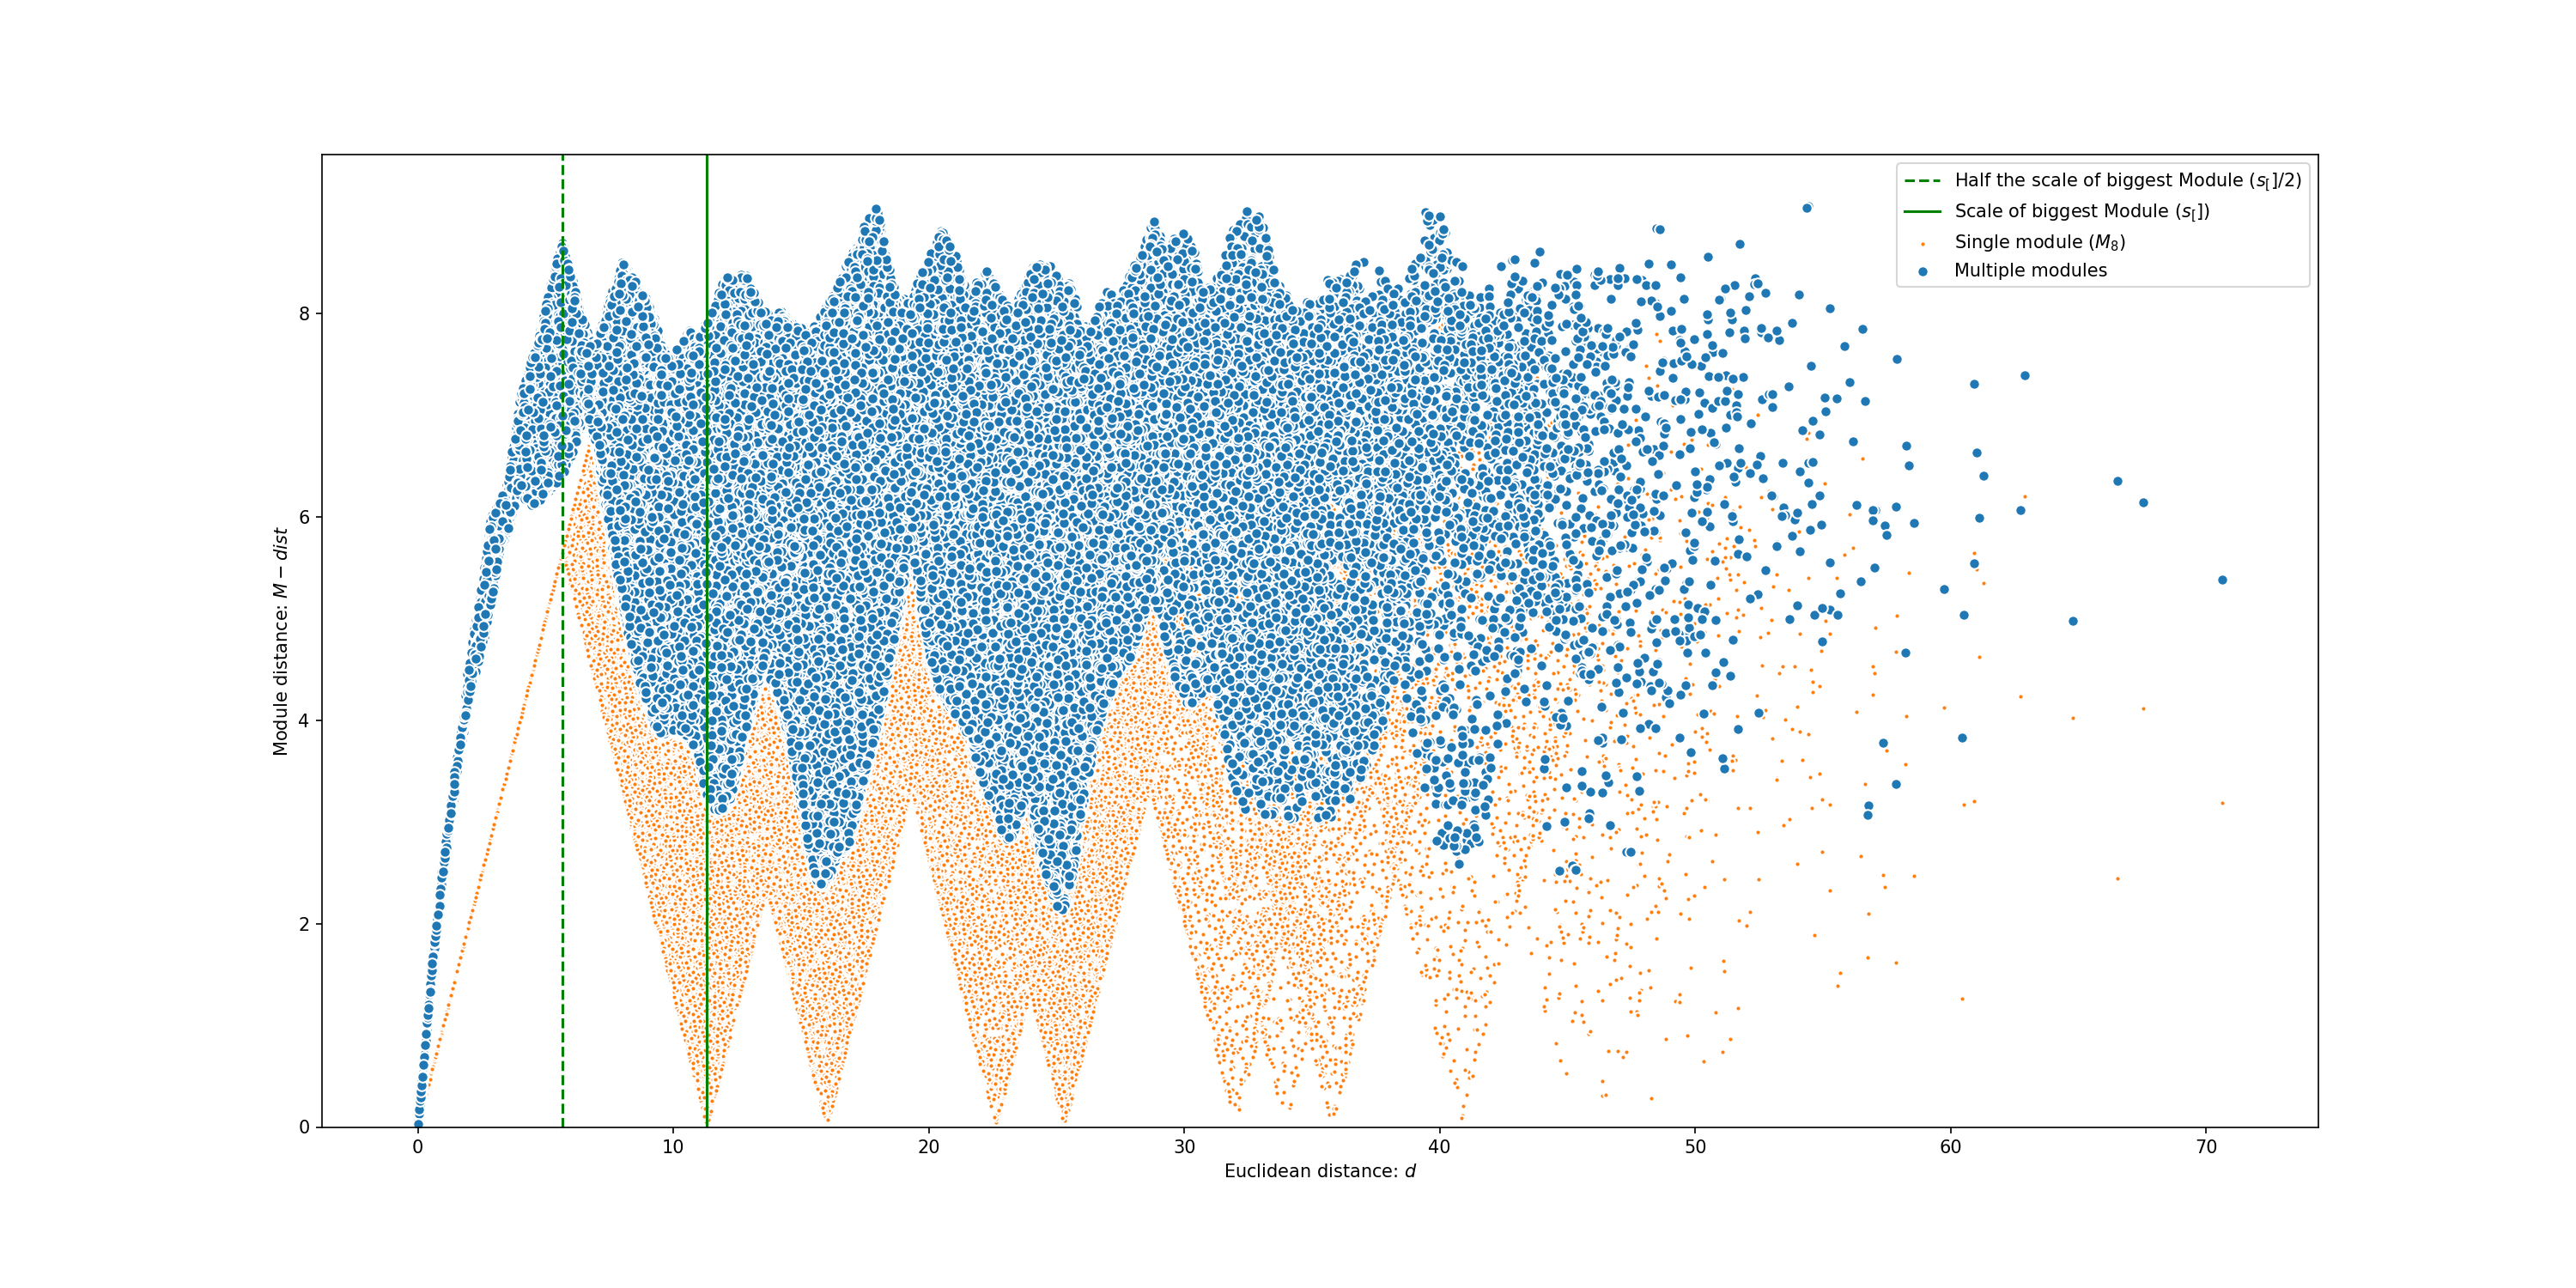 Half the scale of biggest Module (s[]/2)
Scale of biggest Module (s[])
Single module (M8)
Multiple modules
Module distance: M − dist
8
6
4
2
0
0 10 20 30 40 50 60 70
Euclidean distance: d